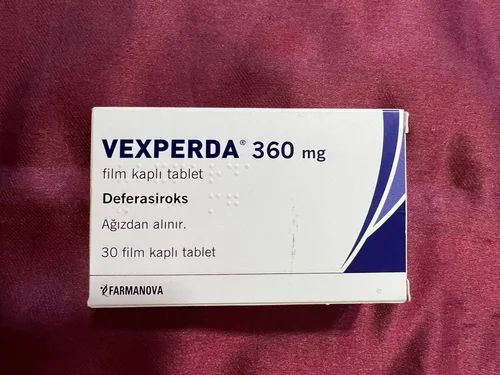 VEXPERDA® 360 mg
film kaplı tablet
Deferasiroks
Ağızdan alınır.
30 film kaplı tablet
FARMANOVA